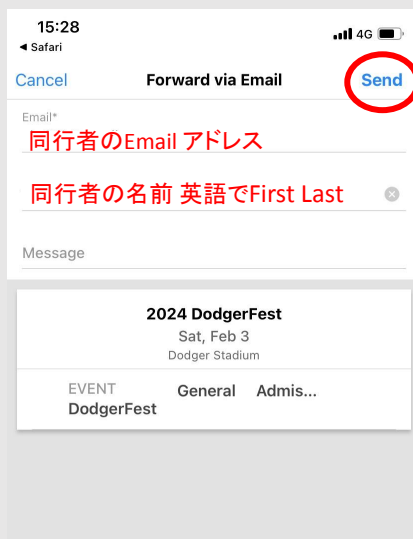 15:28
4G
◀ Safari
Cancel Forward via Email Send
Email*
同行者のEmail アドレス
同行者の名前 英語でFirst Last
Message
2024 DodgerFest
Sat, Feb 3
Dodger Stadium
EVENT General Admis...
DodgerFest